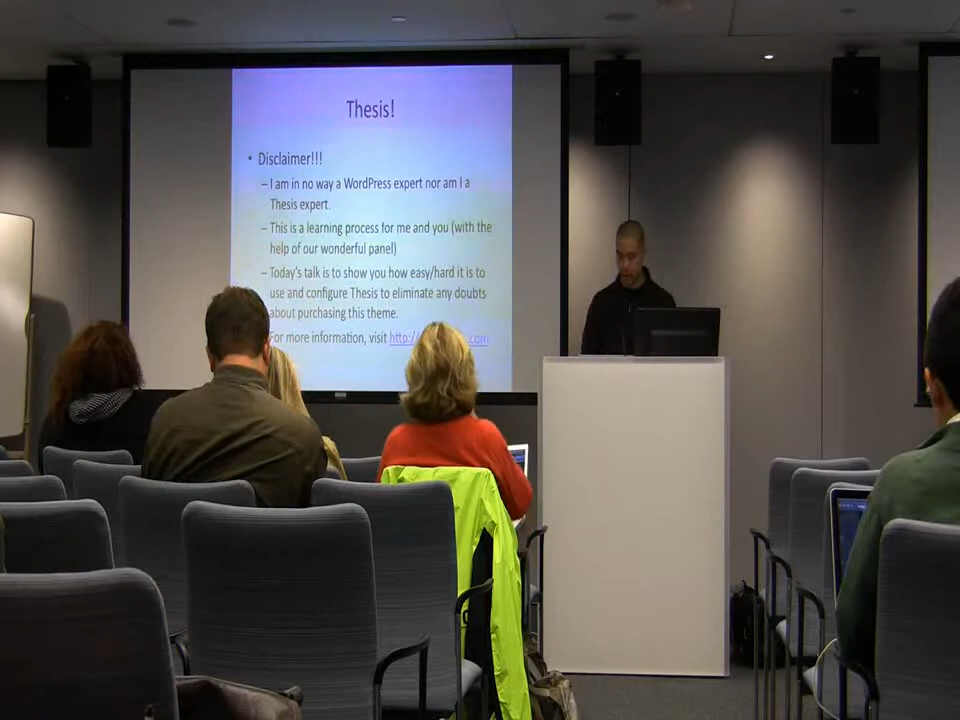 Thesis!
• Disclaimer!!!
– I am in no way a WordPress expert nor am I a
Thesis expert.
– This is a learning process for me and you (with the
help of our wonderful panel)
– Today's talk is to show you how easy/hard it is to
use and configure Thesis to eliminate any doubts
about purchasing this theme.
For more information, visit